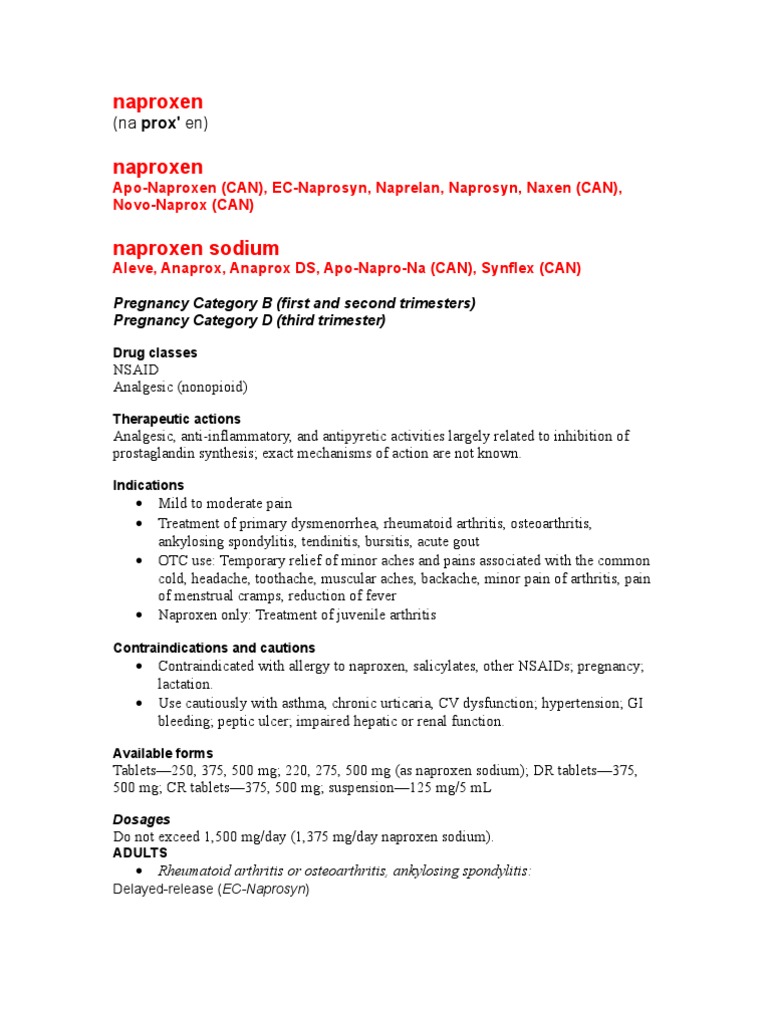 naproxen
(na prox' en)
naproxen
Apo-Naproxen (CAN), EC-Naprosyn, Naprelan, Naprosyn, Naxen (CAN),
Novo-Naprox (CAN)
naproxen sodium
Aleve, Anaprox, Anaprox DS, Apo-Napro-Na (CAN), Synflex (CAN)
Pregnancy Category B (first and second trimesters)
Pregnancy Category D (third trimester)
Drug classes
NSAID
Analgesic (nonopioid)
Therapeutic actions
Analgesic, anti-inflammatory, and antipyretic activities largely related to inhibition of
prostaglandin synthesis; exact mechanisms of action are not known.
Indications
• Mild to moderate pain
• Treatment of primary dysmenorrhea, rheumatoid arthritis, osteoarthritis,
ankylosing spondylitis, tendinitis, bursitis, acute gout
• OTC use: Temporary relief of minor aches and pains associated with the common
cold, headache, toothache, muscular aches, backache, minor pain of arthritis, pain
of menstrual cramps, reduction of fever
• Naproxen only: Treatment of juvenile arthritis
Contraindications and cautions
• Contraindicated with allergy to naproxen, salicylates, other NSAIDs; pregnancy;
lactation.
• Use cautiously with asthma, chronic urticaria, CV dysfunction; hypertension; GI
bleeding; peptic ulcer; impaired hepatic or renal function.
Available forms
Tablets—250, 375, 500 mg; 220, 275, 500 mg (as naproxen sodium); DR tablets—375,
500 mg; CR tablets—375, 500 mg; suspension—125 mg/5 mL
Dosages
Do not exceed 1,500 mg/day (1,375 mg/day naproxen sodium).
ADULTS
• Rheumatoid arthritis or osteoarthritis, ankylosing spondylitis:
Delayed-release (EC-Naprosyn)